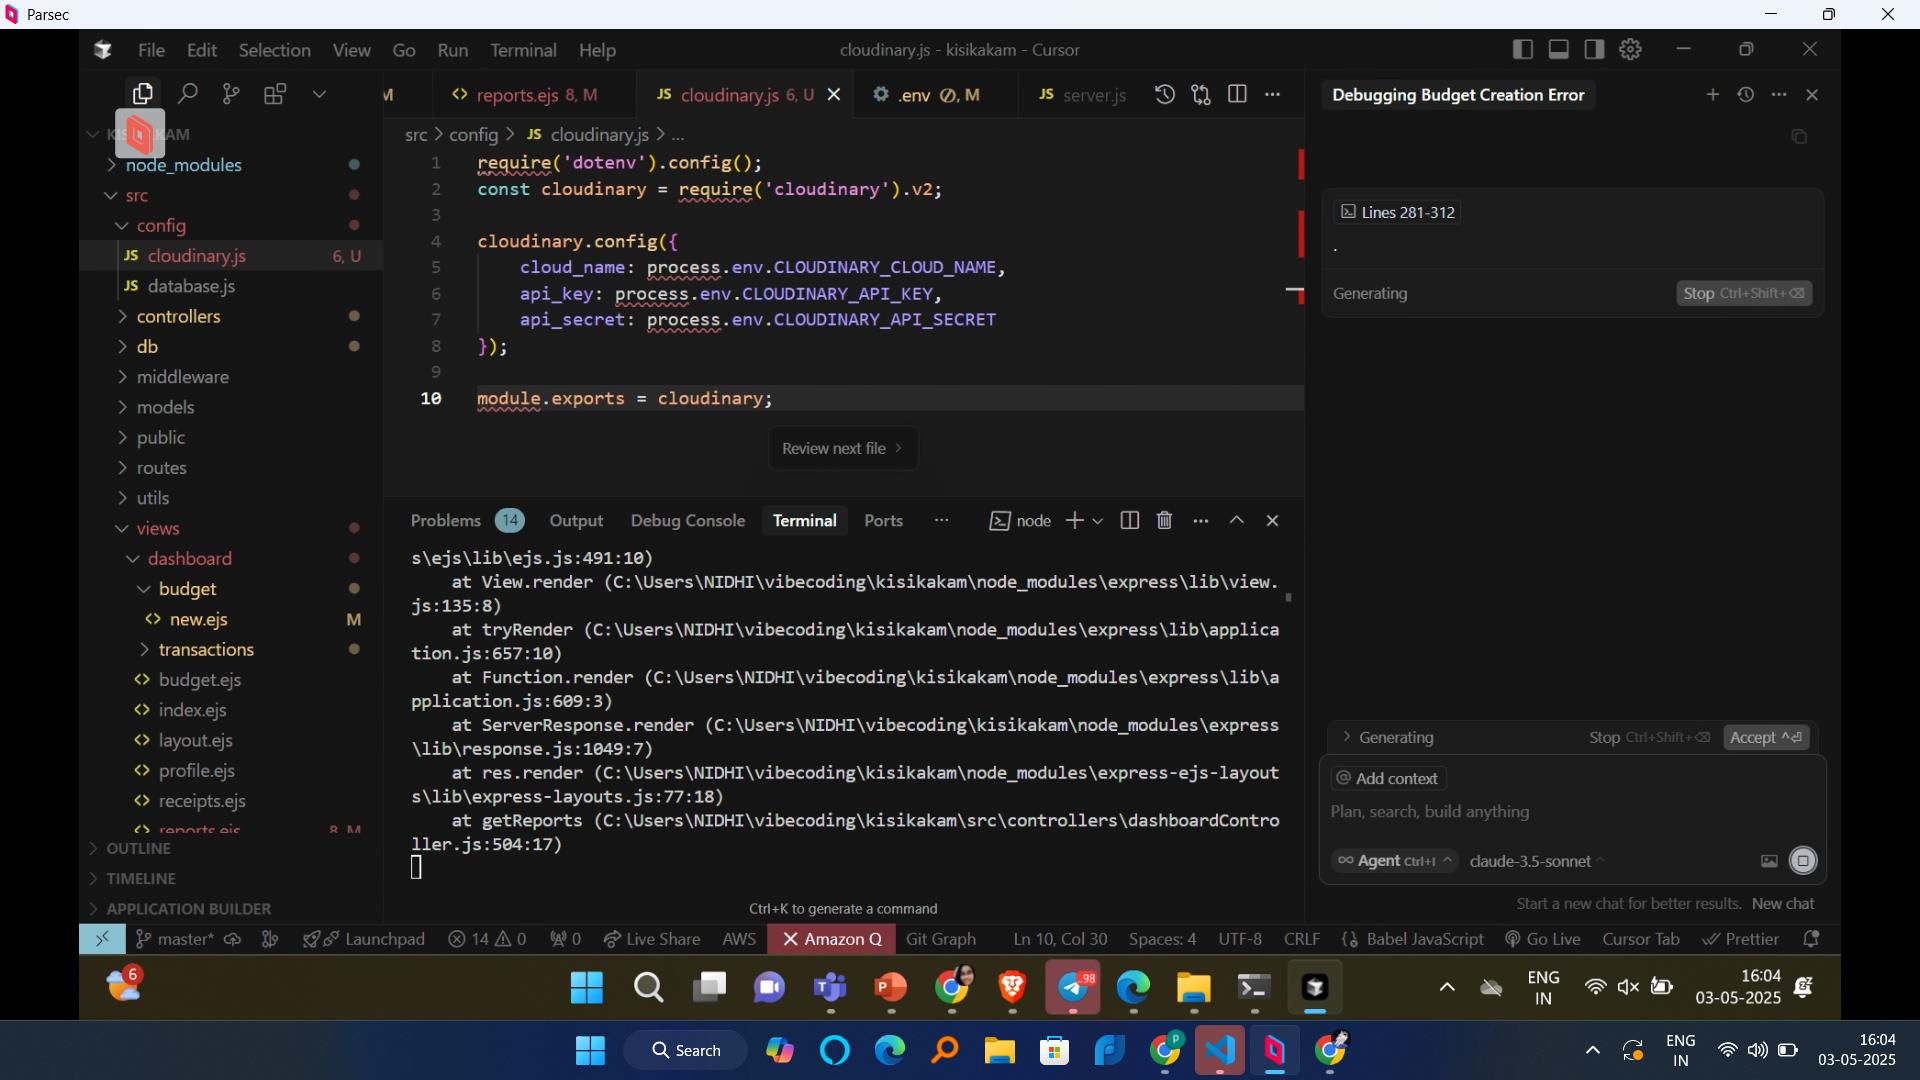 Parsec
File Edit Selection View Go Run Terminal Help
cloudinary.js - kisikakam - Cursor
M
reports.ejs 8, M
JS cloudinary.js 6, U
.env M
JS server.js
Debugging Budget Creation Error
AM
node_modules
src
config
JS cloudinary.js 6, U
JS database.js
controllers
db
middleware
models
public
routes
utils
views
dashboard
budget
new.ejs M
transactions
budget.ejs
index.ejs
layout.ejs
profile.ejs
receipts.ejs
reports.ejs 8, M
OUTLINE
TIMELINE
APPLICATION BUILDER
src > config > JS cloudinary.js > ...
1 require('dotenv').config();
2 const cloudinary = require('cloudinary').v2;
3
4 cloudinary.config({
5 cloud_name: process.env.CLOUDINARY_CLOUD_NAME,
6 api_key: process.env.CLOUDINARY_API_KEY,
7 api_secret: process.env.CLOUDINARY_API_SECRET
8 });
9
10 module.exports = cloudinary;
Review next file >
Problems 14 Output Debug Console Terminal Ports ... node
s\ejs\lib\ejs.js:491:10)
at View.render (C:\Users\NIDHI\vibecoding\kisikakam\node_modules\express\lib\view.
js:135:8)
at tryRender (C:\Users\NIDHI\vibecoding\kisikakam\node_modules\express\lib\applica
tion.js:657:10)
at Function.render (C:\Users\NIDHI\vibecoding\kisikakam\node_modules\express\lib\a
pplication.js:609:3)
at ServerResponse.render (C:\Users\NIDHI\vibecoding\kisikakam\node_modules\express
\lib\response.js:1049:7)
at res.render (C:\Users\NIDHI\vibecoding\kisikakam\node_modules\express-ejs-layout
s\lib\express-layouts.js:77:18)
at getReports (C:\Users\NIDHI\vibecoding\kisikakam\src\controllers\dashboardContro
ller.js:504:17)
Ctrl+K to generate a command
Lines 281-312
.
Generating Stop Ctrl+Shift+⌫
> Generating Stop Ctrl+Shift+⌫ Accept ^⏎
@ Add context
Plan, search, build anything
∞ Agent Ctrl+I claude-3.5-sonnet
Start a new chat for better results. New chat
master* Launchpad 14 0 0 Live Share AWS Amazon Q Git Graph Ln 10, Col 30 Spaces: 4 UTF-8 CRLF {} Babel JavaScript Go Live Cursor Tab Prettier
6
98
ENG
IN
16:04
03-05-2025
Search
P
ENG
IN
16:04
03-05-2025